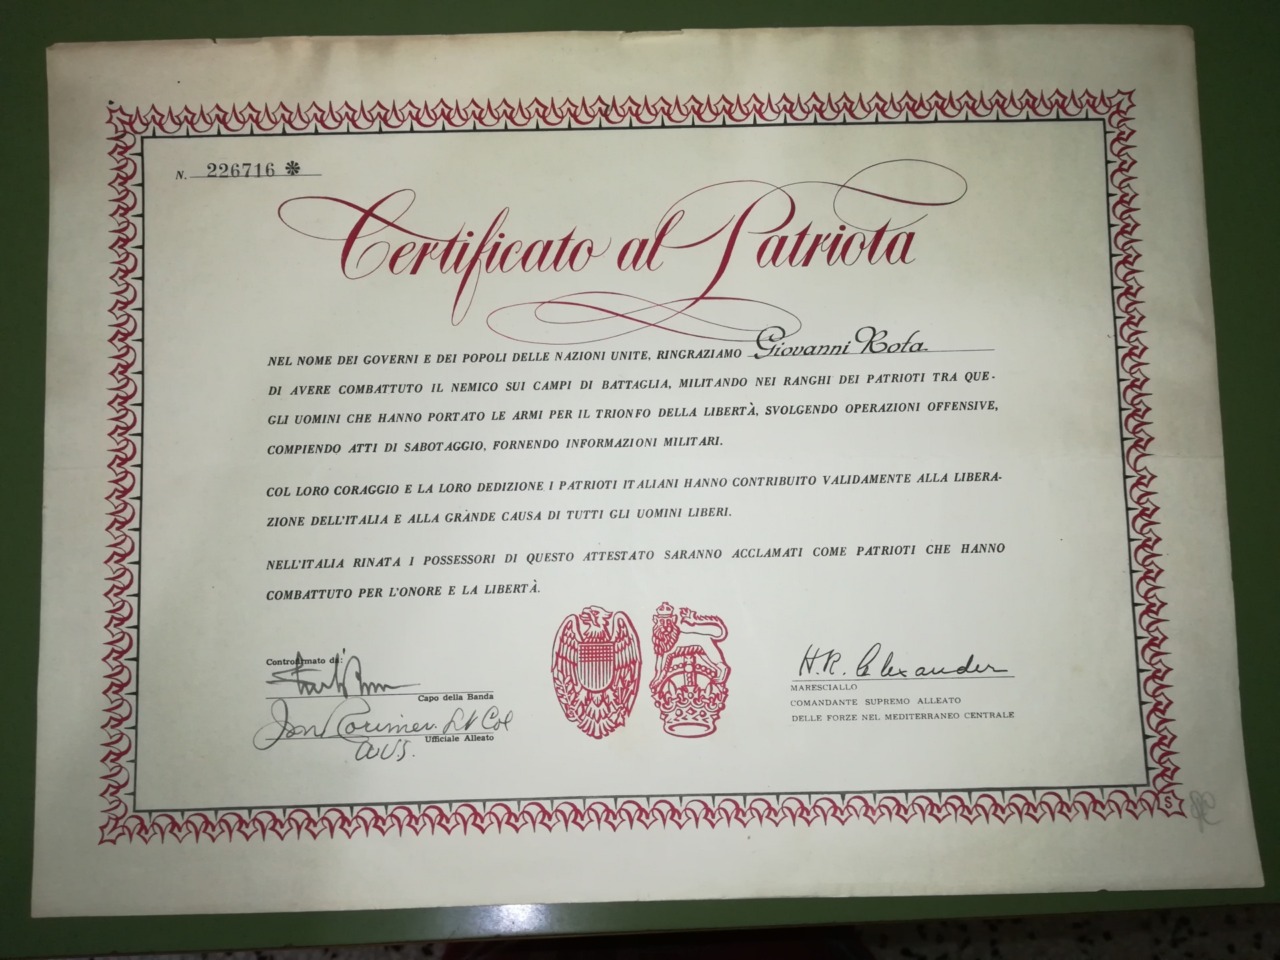 N. 226716 *
Certificato al Patriota
NEL NOME DEI GOVERNI E DEI POPOLI DELLE NAZIONI UNITE, RINGRAZIAMO Giovanni Rota
DI AVERE COMBATTUTO IL NEMICO SUI CAMPI DI BATTAGLIA, MILITANDO NEI RANGHI DEI PATRIOTI TRA QUE-
GLI UOMINI CHE HANNO PORTATO LE ARMI PER IL TRIONFO DELLA LIBERTÀ, SVOLGENDO OPERAZIONI OFFENSIVE,
COMPIENDO ATTI DI SABOTAGGIO, FORNENDO INFORMAZIONI MILITARI.
COL LORO CORAGGIO E LA LORO DEDIZIONE I PATRIOTI ITALIANI HANNO CONTRIBUITO VALIDAMENTE ALLA LIBERA-
ZIONE DELL'ITALIA E ALLA GRANDE CAUSA DI TUTTI GLI UOMINI LIBERI.
NELL'ITALIA RINATA I POSSESSORI DI QUESTO ATTESTATO SARANNO ACCLAMATI COME PATRIOTI CHE HANNO
COMBATTUTO PER L'ONORE E LA LIBERTÀ.
Controfirmato da:
Capo della Banda
Lt Col
Ufficiale Alleato
AUS.
H.R. Alexander
MARESCIALLO
COMANDANTE SUPREMO ALLEATO
DELLE FORZE NEL MEDITERRANEO CENTRALE
S